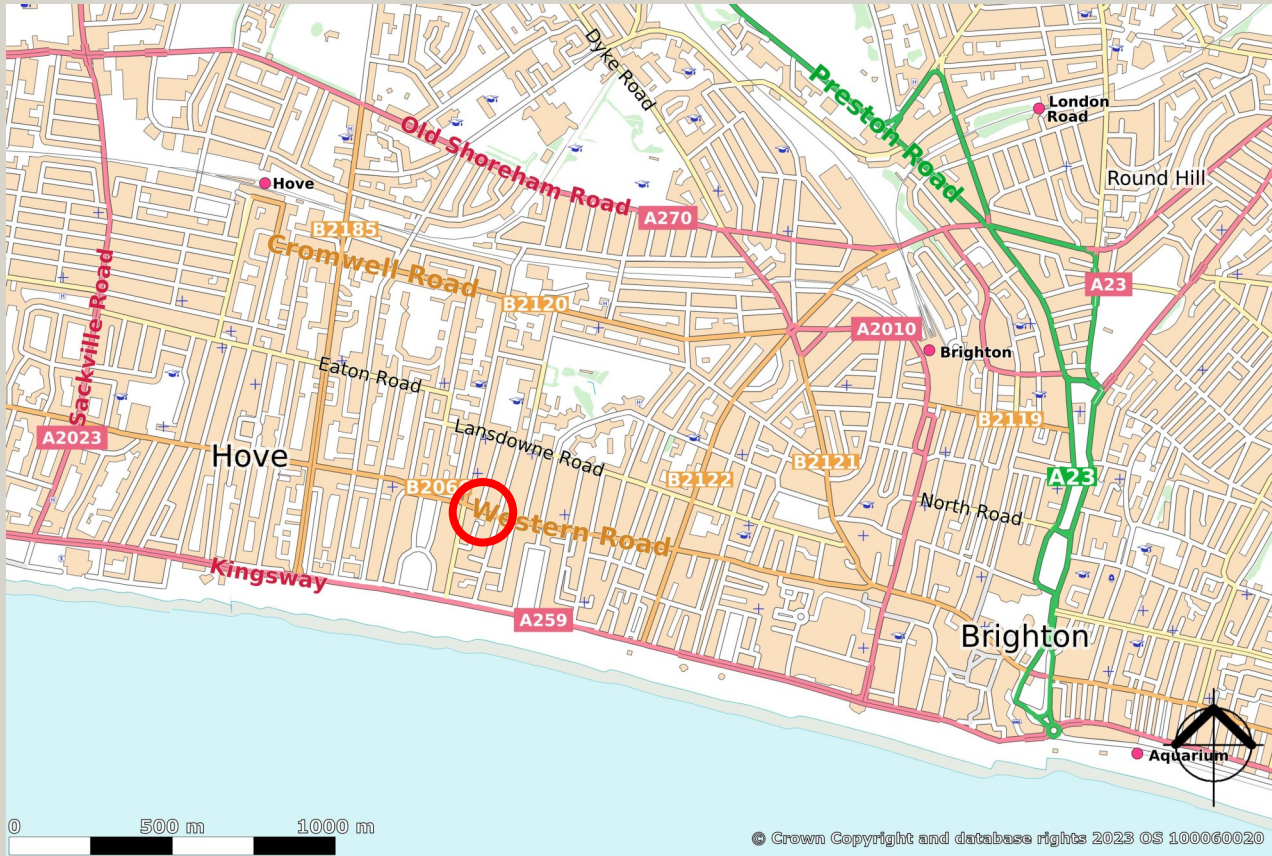 Dyke Road
Preston Road
London
Road
Old Shoreham Road
Round Hill
Hove
A270
B2185
Cromwell Road
A23
B2120
A2010
Sackville Road
Brighton
Eaton Road
B2119
A2023
Lansdowne Road
Hove
B2121
A23
B2122
B206
North Road
Western Road
Kingsway
A259
Brighton
Aquarium
0 500 m 1000 m
© Crown Copyright and database rights 2023 OS 100060020